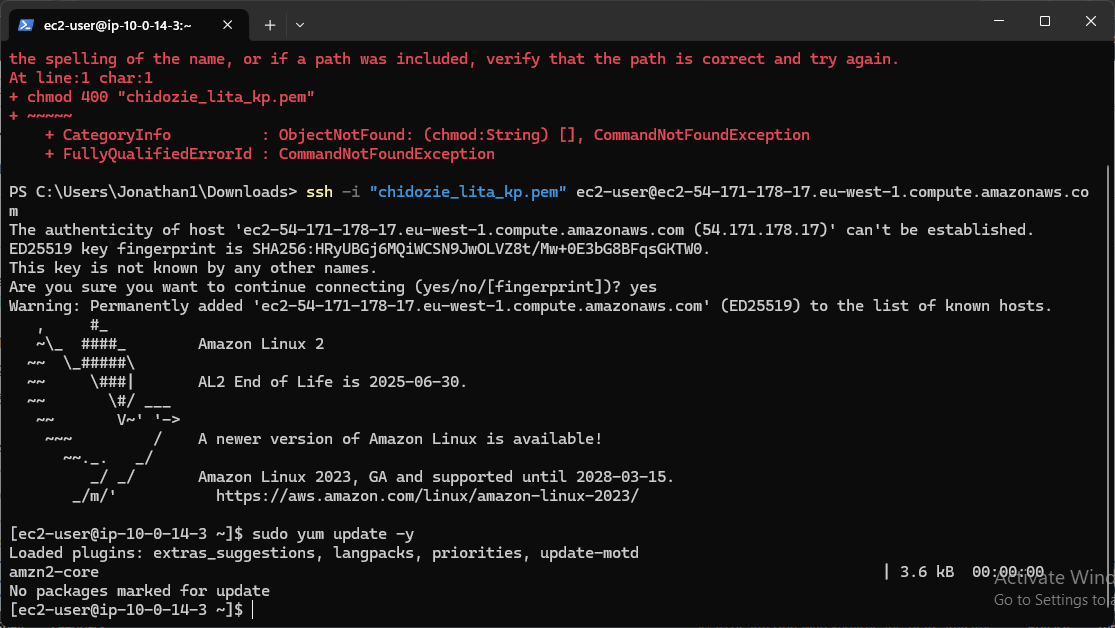 ec2-user@ip-10-0-14-3:~
the spelling of the name, or if a path was included, verify that the path is correct and try again.
At line:1 char:1
+ chmod 400 "chidozie_lita_kp.pem"
+ ~~~~~
    + CategoryInfo          : ObjectNotFound: (chmod:String) [], CommandNotFoundException
    + FullyQualifiedErrorId : CommandNotFoundException
PS C:\Users\Jonathan1\Downloads> ssh -i "chidozie_lita_kp.pem" ec2-user@ec2-54-171-178-17.eu-west-1.compute.amazonaws.co
m
The authenticity of host 'ec2-54-171-178-17.eu-west-1.compute.amazonaws.com (54.171.178.17)' can't be established.
ED25519 key fingerprint is SHA256:HRyUBGj6MQiWCSN9JwOLVZ8t/Mw+0E3bG8BFqsGKTW0.
This key is not known by any other names.
Are you sure you want to continue connecting (yes/no/[fingerprint])? yes
Warning: Permanently added 'ec2-54-171-178-17.eu-west-1.compute.amazonaws.com' (ED25519) to the list of known hosts.
   ,     #_
   ~\_  ####_        Amazon Linux 2
  ~~  \_#####\
  ~~     \###|       AL2 End of Life is 2025-06-30.
  ~~       \#/ ___
   ~~       V~' '->
    ~~~         /    A newer version of Amazon Linux is available!
      ~~._.   _/
         _/ _/       Amazon Linux 2023, GA and supported until 2028-03-15.
       _/m/'           https://aws.amazon.com/linux/amazon-linux-2023/
[ec2-user@ip-10-0-14-3 ~]$ sudo yum update -y
Loaded plugins: extras_suggestions, langpacks, priorities, update-motd
amzn2-core                                                                                       | 3.6 kB  00:00:00
No packages marked for update
[ec2-user@ip-10-0-14-3 ~]$
Activate Wind
Go to Settings to a